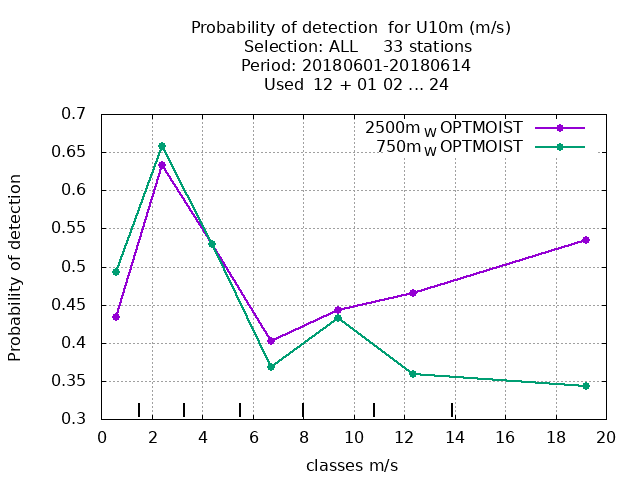 Probability of detection  for U10m (m/s)
Selection: ALL     33 stations
Period: 20180601-20180614
Used  12 + 01 02 ... 24
2500m W OPTMOIST
750m W OPTMOIST
Probability of detection
0.7
0.65
0.6
0.55
0.5
0.45
0.4
0.35
0.3
0 2 4 6 8 10 12 14 16 18 20
classes m/s